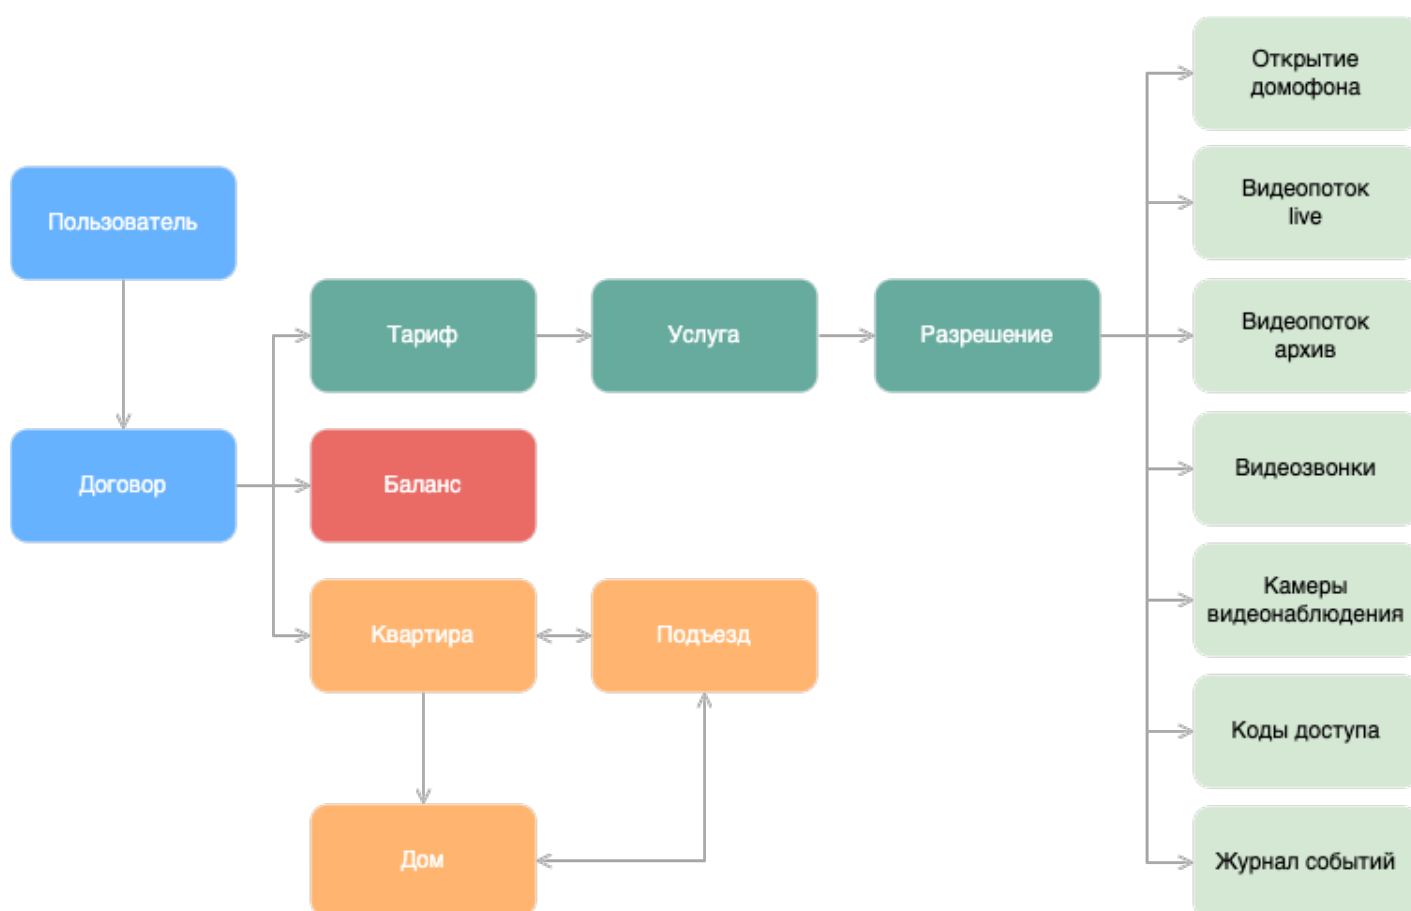 Открытие
домофона
Видеопоток
live
Пользователь
Тариф
Услуга
Разрешение
Видеопоток
архив
Договор
Баланс
Видеозвонки
Квартира
Подъезд
Камеры
видеонаблюдения
Коды доступа
Дом
Журнал событий